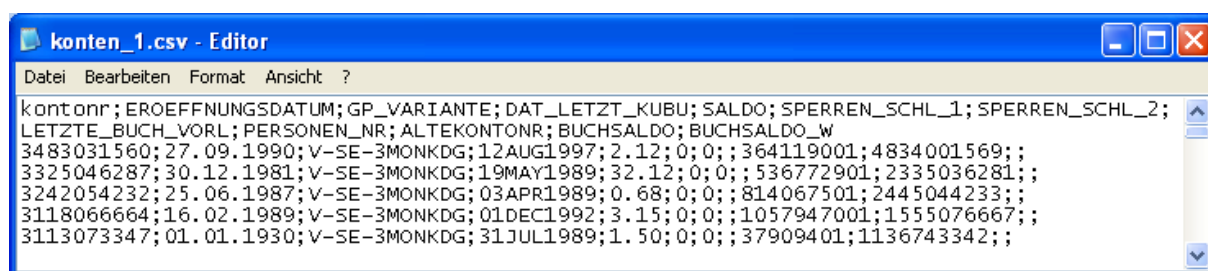 konten_1.csv - Editor
Datei Bearbeiten Format Ansicht ?
kontonr;EROEFFNUNGSDATUM;GP_VARIANTE;DAT_LETZT_KUBU;SALDO;SPERREN_SCHL_1;SPERREN_SCHL_2;
LETZTE_BUCH_VORL;PERSONEN_NR;ALTEKONTONR;BUCHSALDO;BUCHSALDO_W
3483031560;27.09.1990;V-SE-3MONKDG;12AUG1997;2.12;0;0;;364119001;4834001569;;
3325046287;30.12.1981;V-SE-3MONKDG;19MAY1989;32.12;0;0;;536772901;2335036281;;
3242054232;25.06.1987;V-SE-3MONKDG;03APR1989;0.68;0;0;;814067501;2445044233;;
3118066664;16.02.1989;V-SE-3MONKDG;01DEC1992;3.15;0;0;;1057947001;1555076667;;
3113073347;01.01.1930;V-SE-3MONKDG;31JUL1989;1.50;0;0;;37909401;1136743342;;